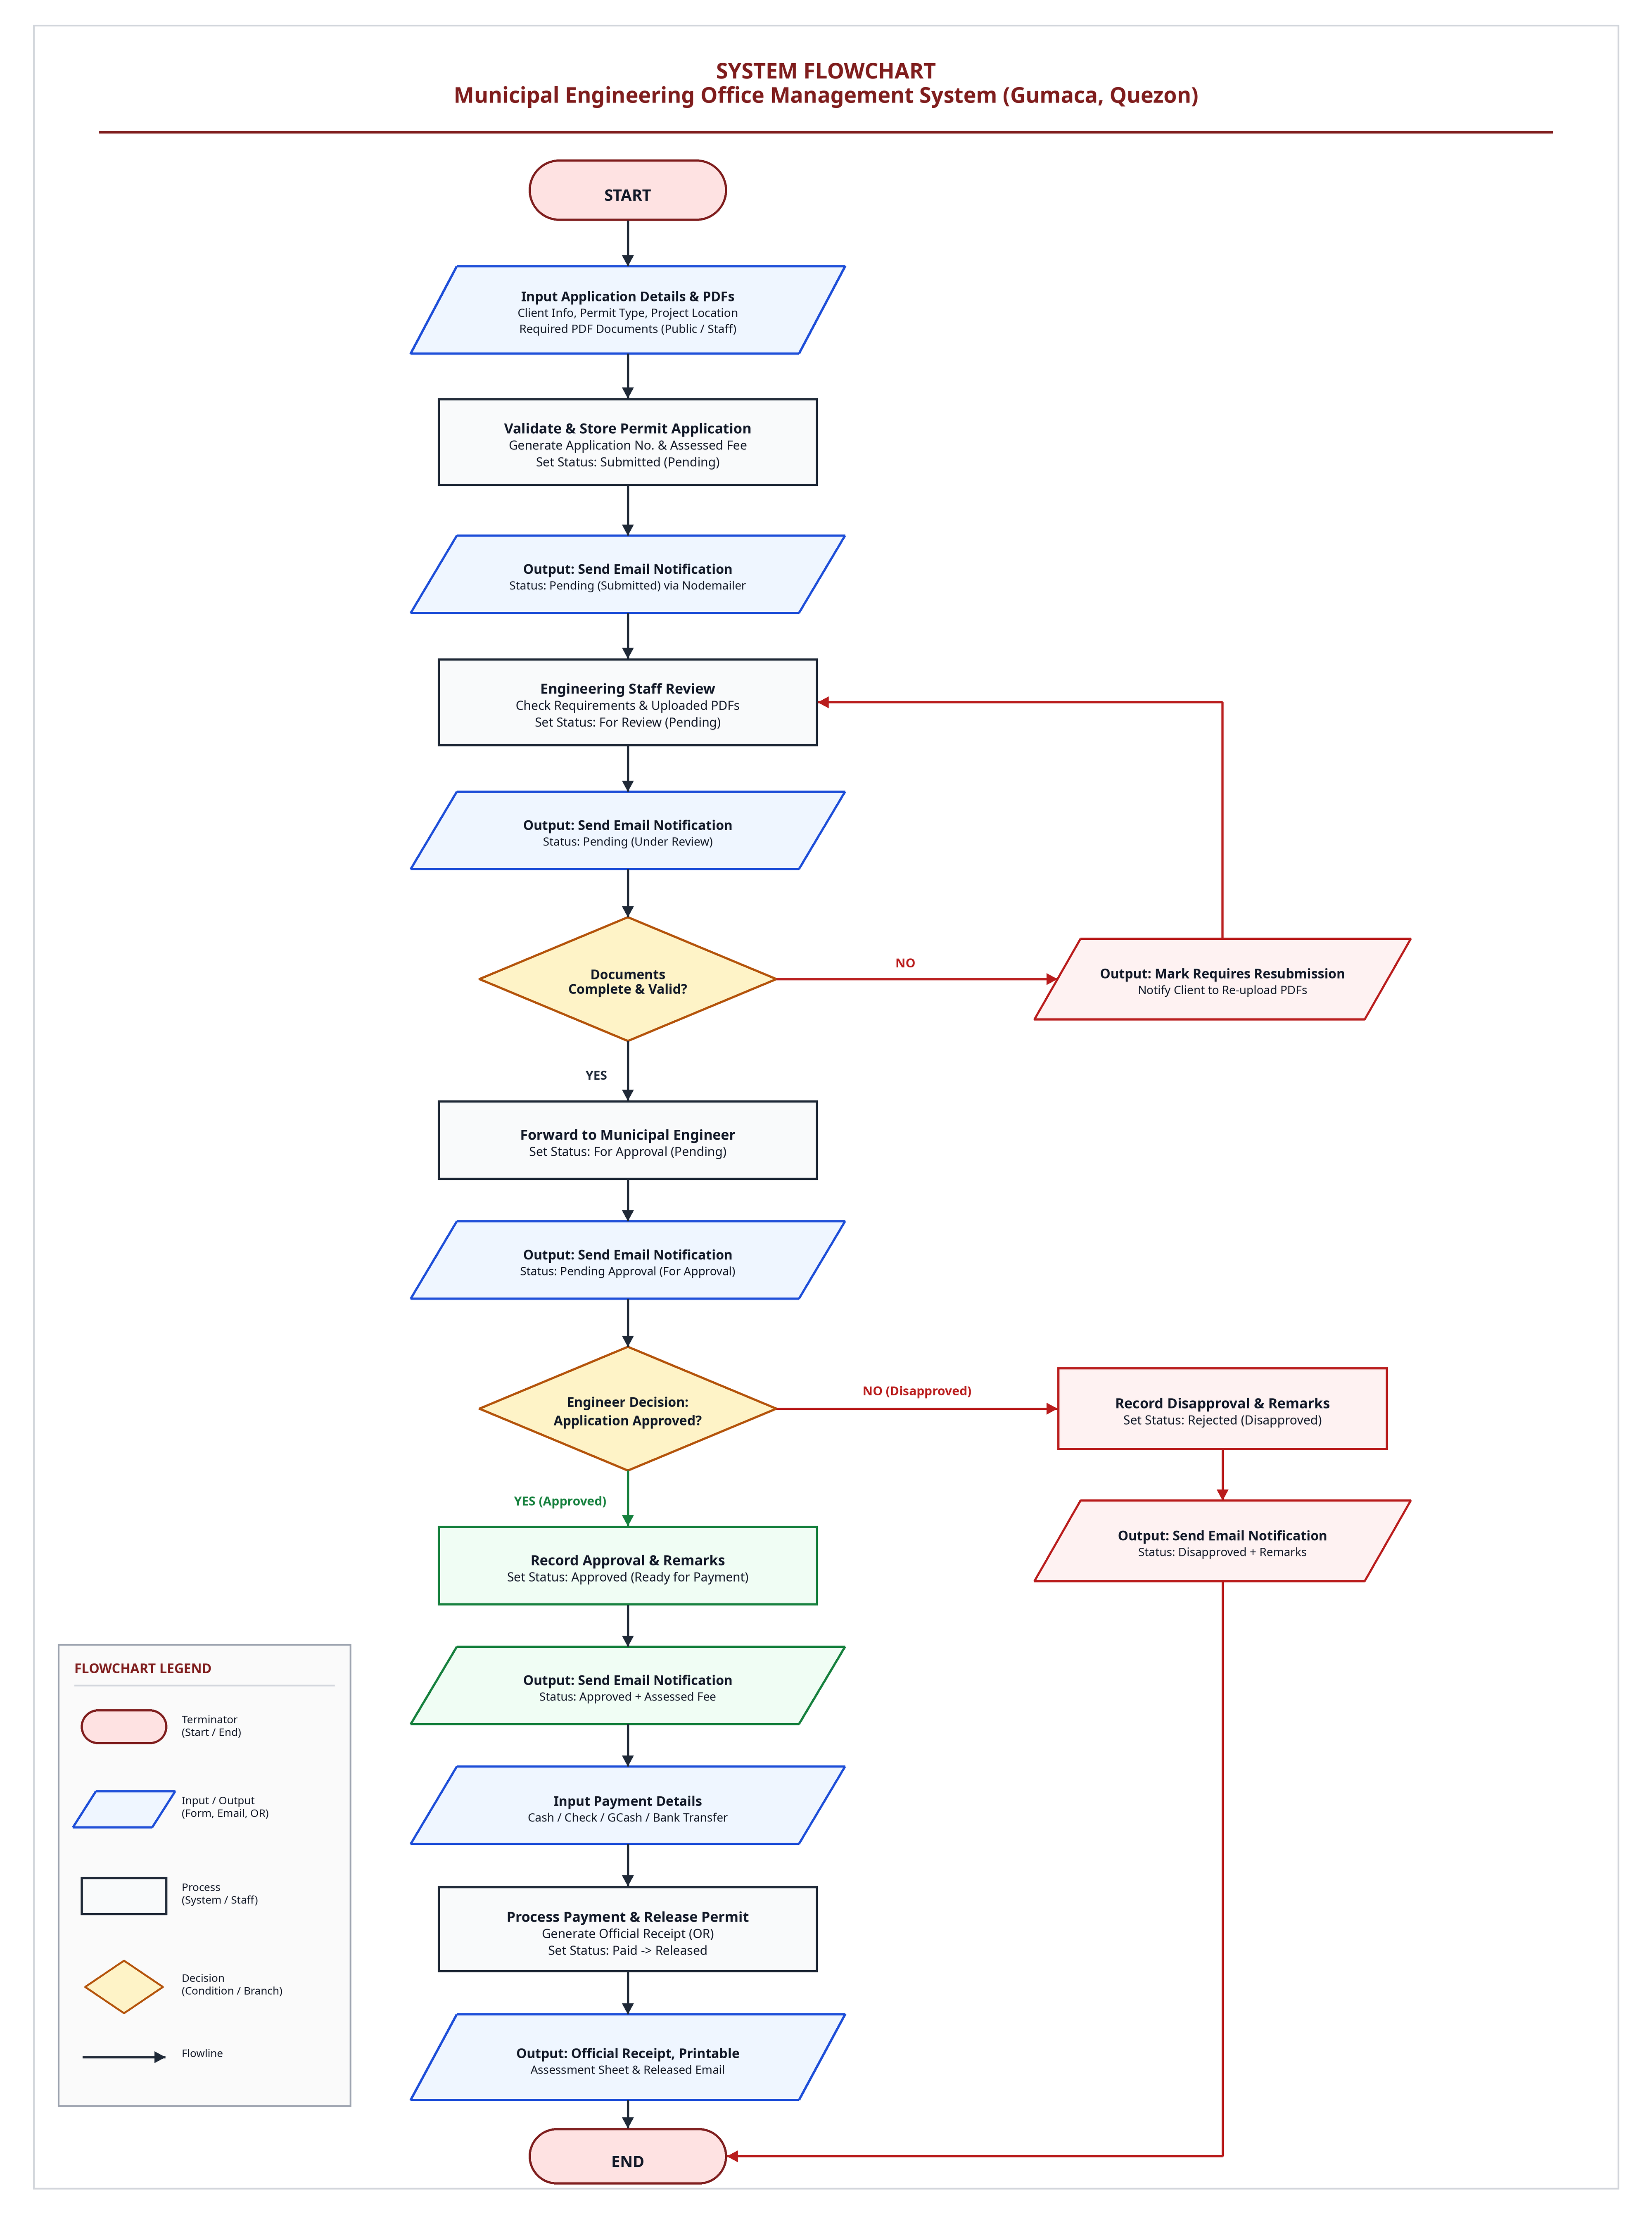 SYSTEM FLOWCHART
Municipal Engineering Office Management System (Gumaca, Quezon)
START
Input Application Details & PDFs
Client Info, Permit Type, Project Location
Required PDF Documents (Public / Staff)
Validate & Store Permit Application
Generate Application No. & Assessed Fee
Set Status: Submitted (Pending)
Output: Send Email Notification
Status: Pending (Submitted) via Nodemailer
Engineering Staff Review
Check Requirements & Uploaded PDFs
Set Status: For Review (Pending)
Output: Send Email Notification
Status: Pending (Under Review)
Documents
Complete & Valid?
NO
Output: Mark Requires Resubmission
Notify Client to Re-upload PDFs
YES
Forward to Municipal Engineer
Set Status: For Approval (Pending)
Output: Send Email Notification
Status: Pending Approval (For Approval)
Engineer Decision:
Application Approved?
NO (Disapproved)
Record Disapproval & Remarks
Set Status: Rejected (Disapproved)
Output: Send Email Notification
Status: Disapproved + Remarks
YES (Approved)
Record Approval & Remarks
Set Status: Approved (Ready for Payment)
Output: Send Email Notification
Status: Approved + Assessed Fee
Input Payment Details
Cash / Check / GCash / Bank Transfer
Process Payment & Release Permit
Generate Official Receipt (OR)
Set Status: Paid -> Released
Output: Official Receipt, Printable
Assessment Sheet & Released Email
END
FLOWCHART LEGEND
Terminator
(Start / End)
Input / Output
(Form, Email, OR)
Process
(System / Staff)
Decision
(Condition / Branch)
Flowline